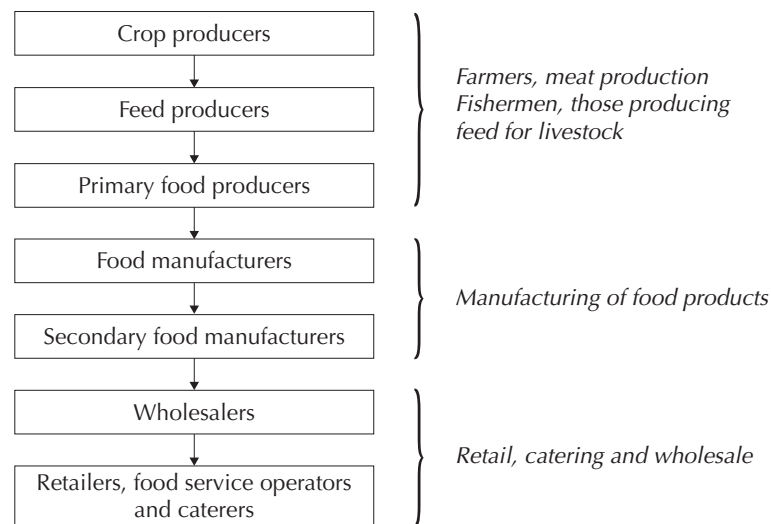 Crop producers
Feed producers
Primary food producers
Farmers, meat production
Fishermen, those producing
feed for livestock
Food manufacturers
Secondary food manufacturers
Manufacturing of food products
Wholesalers
Retailers, food service operators
and caterers
Retail, catering and wholesale